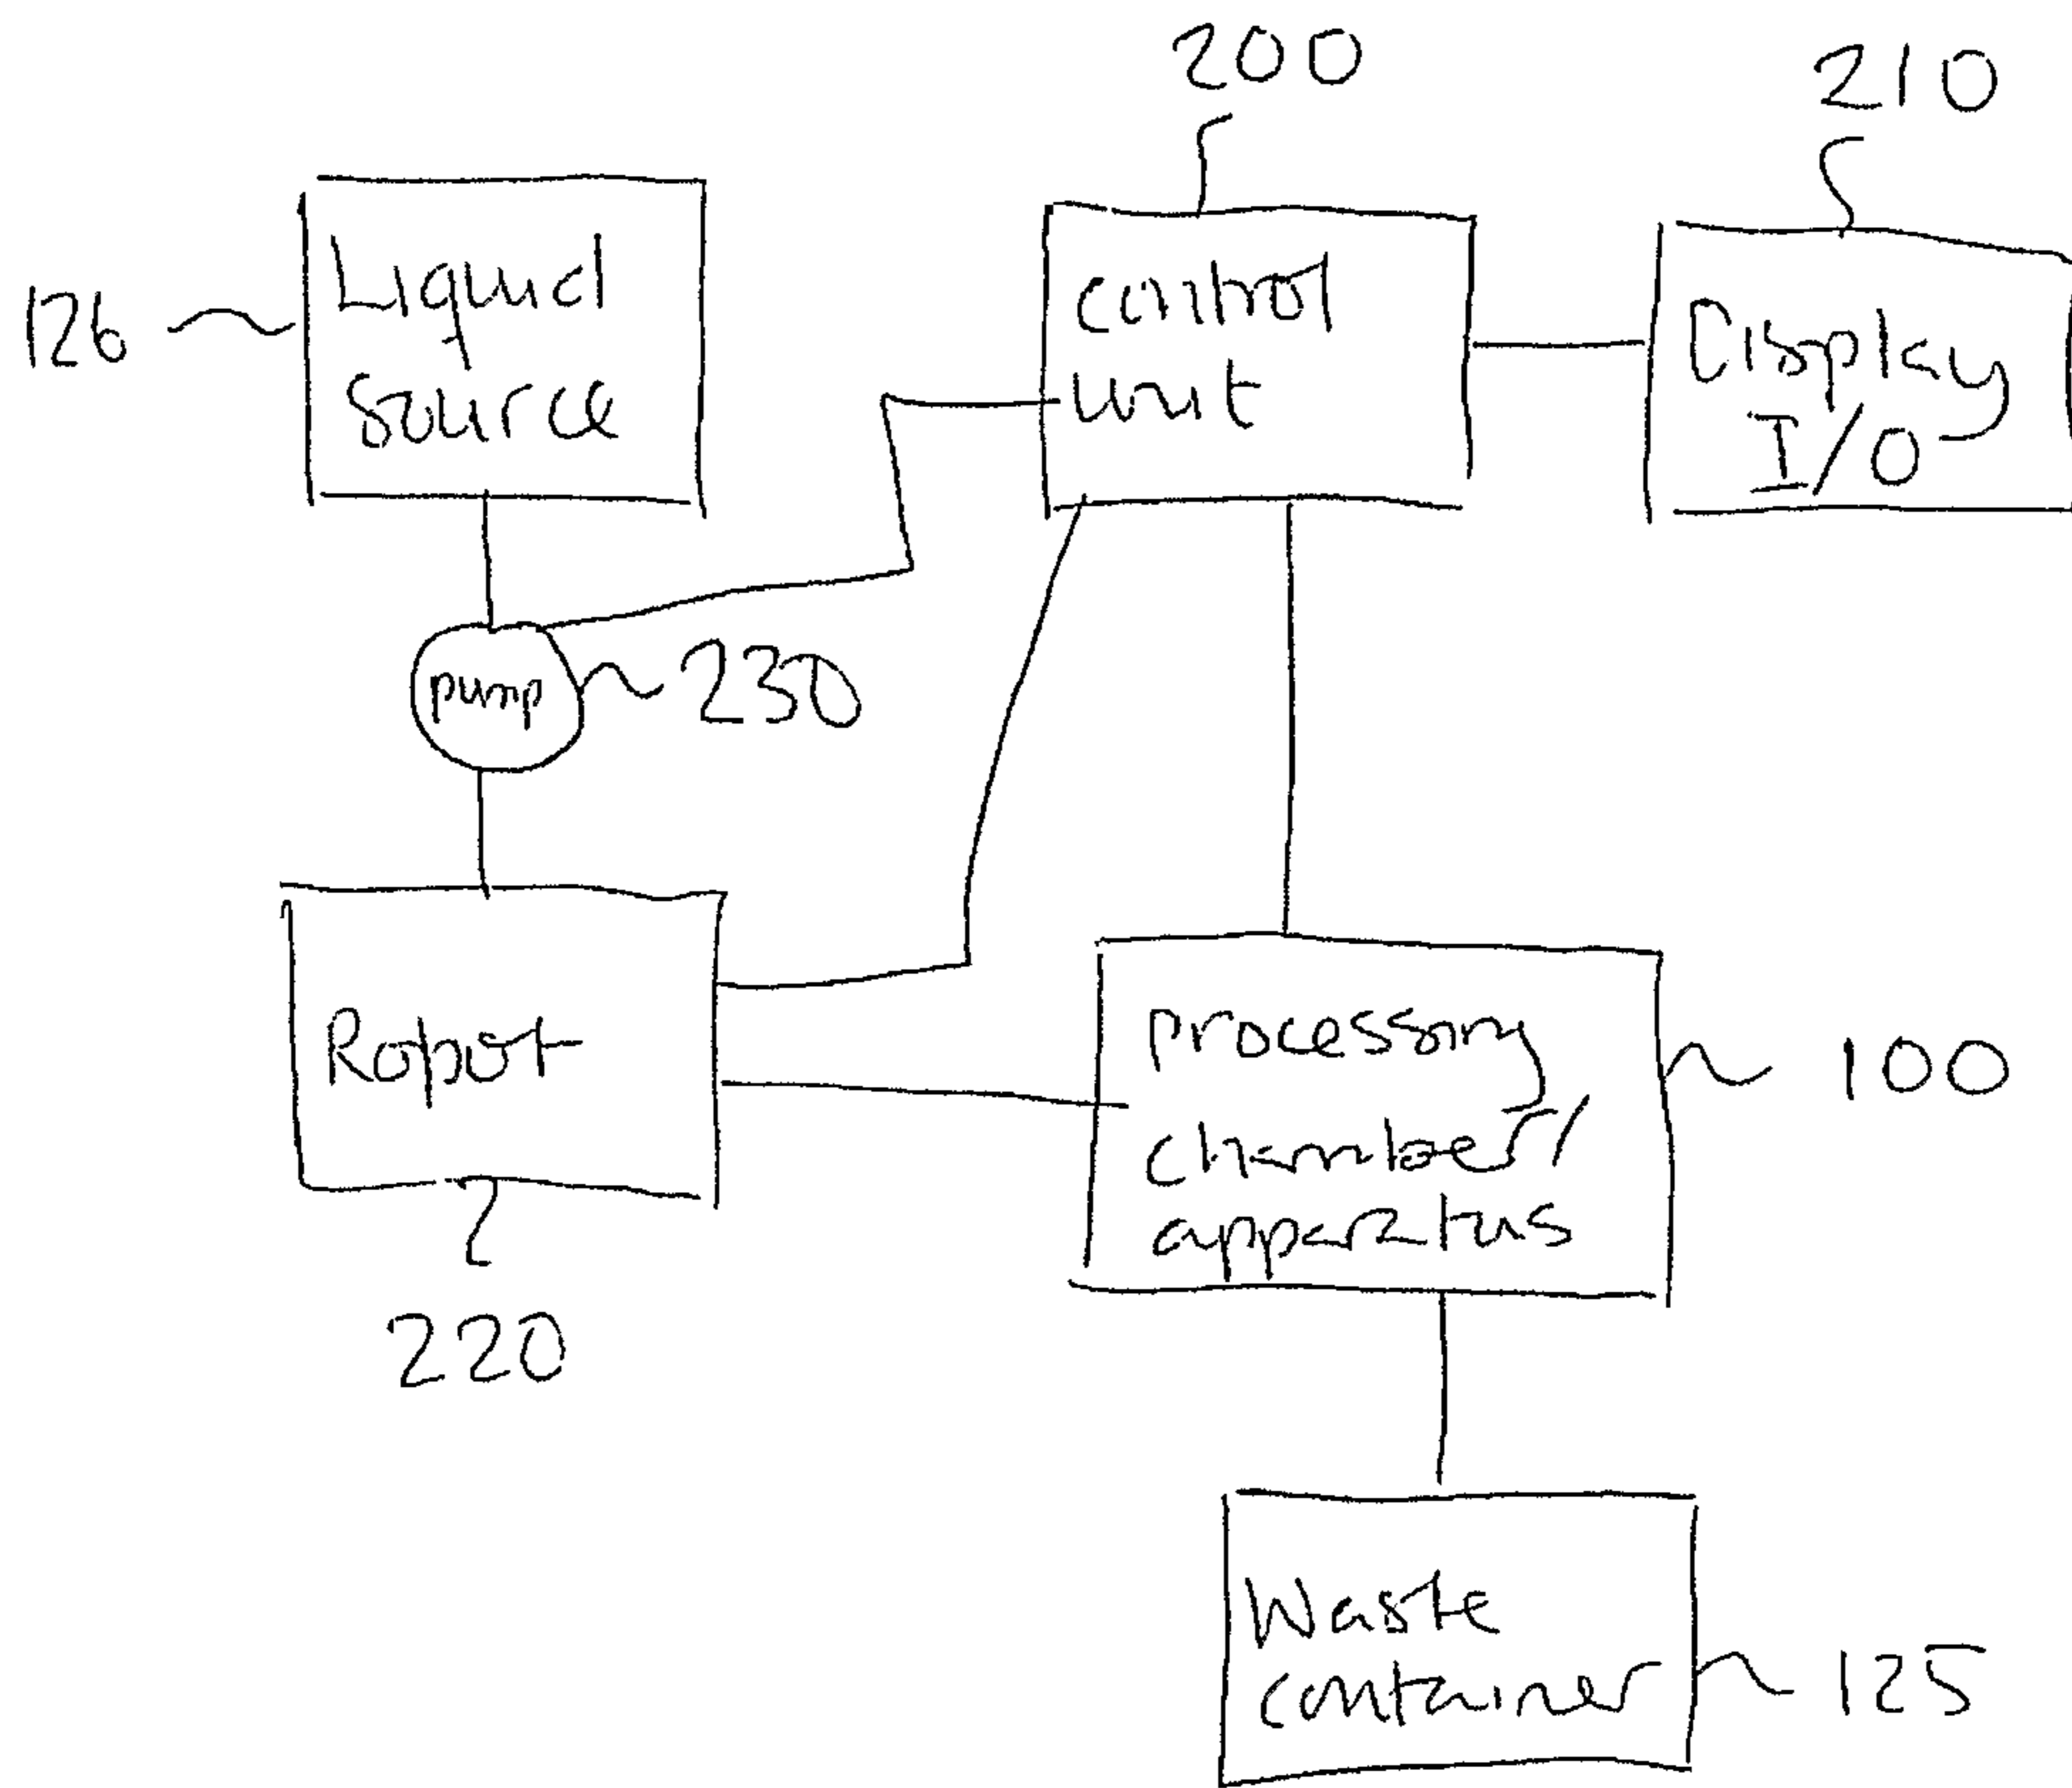 200
210
126
Liquid
source
control
unit
Display
I/O
pump
230
Robot
processing
chamber/
apparatus
100
220
Waste
container
125